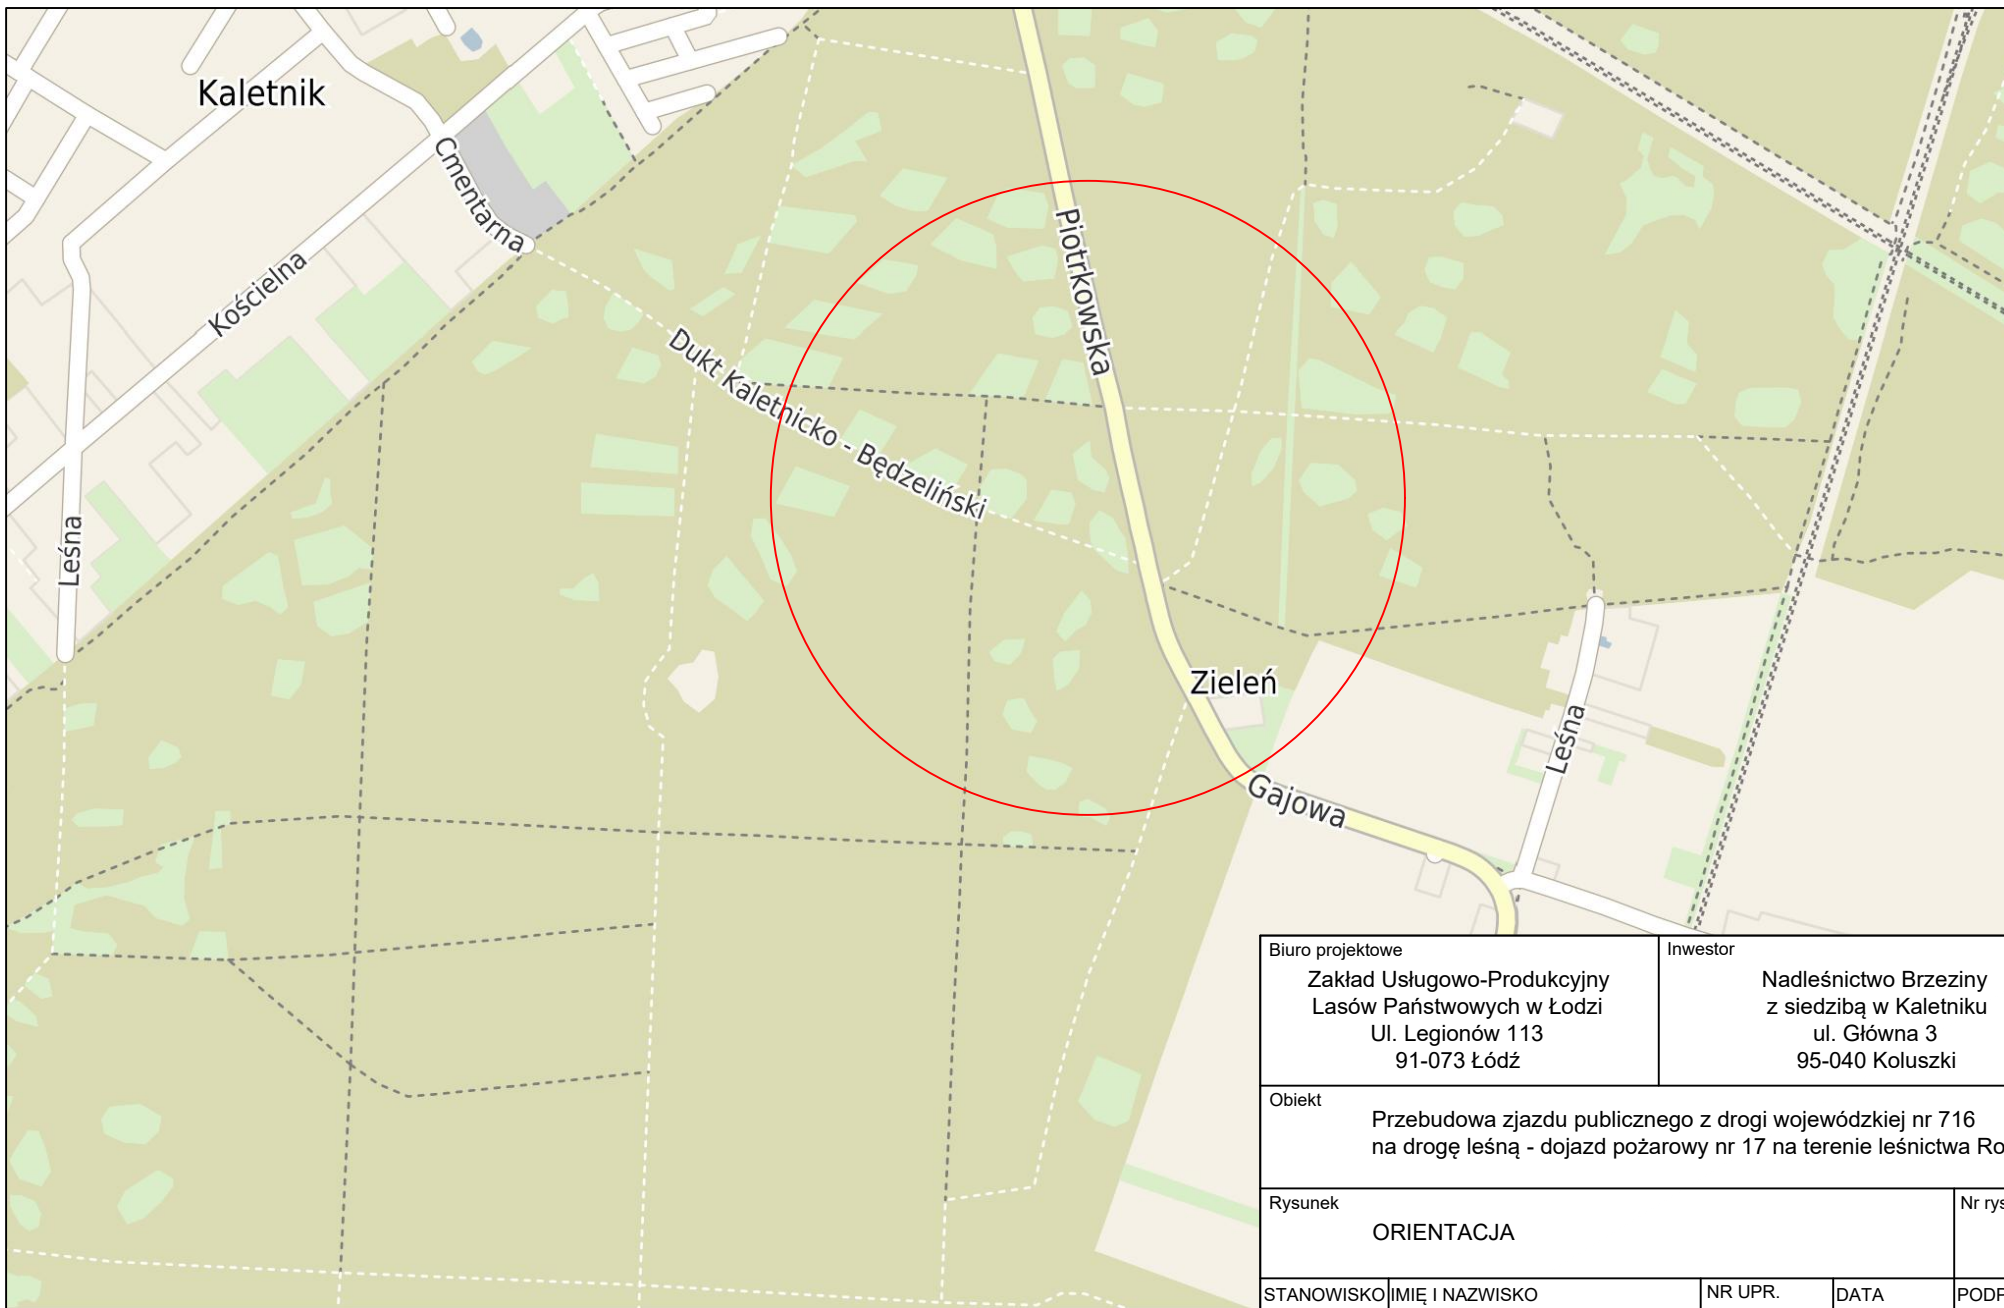 Kaletnik
Cmentarna
Kościelna
Leśna
Piotrkowska
Dukt Kaletnicko - Będzeliński
Zieleń
Gajowa
Leśna
Biuro projektowe
Zakład Usługowo-Produkcyjny
Lasów Państwowych w Łodzi
Ul. Legionów 113
91-073 Łódź
Inwestor
Nadleśnictwo Brzeziny
z siedzibą w Kaletniku
ul. Główna 3
95-040 Koluszki
Obiekt
Przebudowa zjazdu publicznego z drogi wojewódzkiej nr 716
na drogę leśną - dojazd pożarowy nr 17 na terenie leśnictwa
Rysunek
ORIENTACJA
Nr
STANOWISKO IMIĘ I NAZWISKO NR UPR. DATA